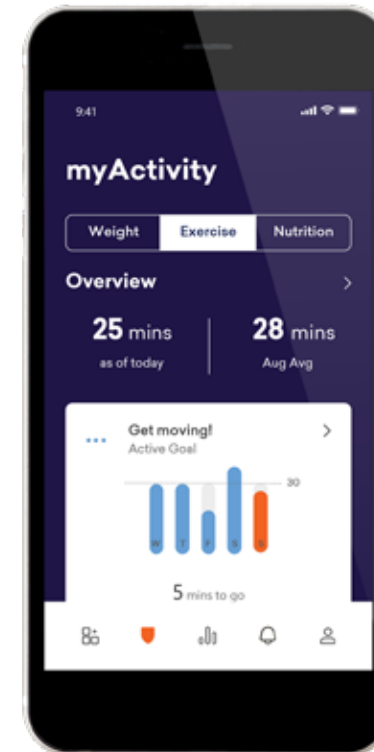 9:41
myActivity
Weight Exercise Nutrition
Overview
25 mins 28 mins
as of today Aug Avg
Get moving!
Active Goal
30
W T F S S
5 mins to go